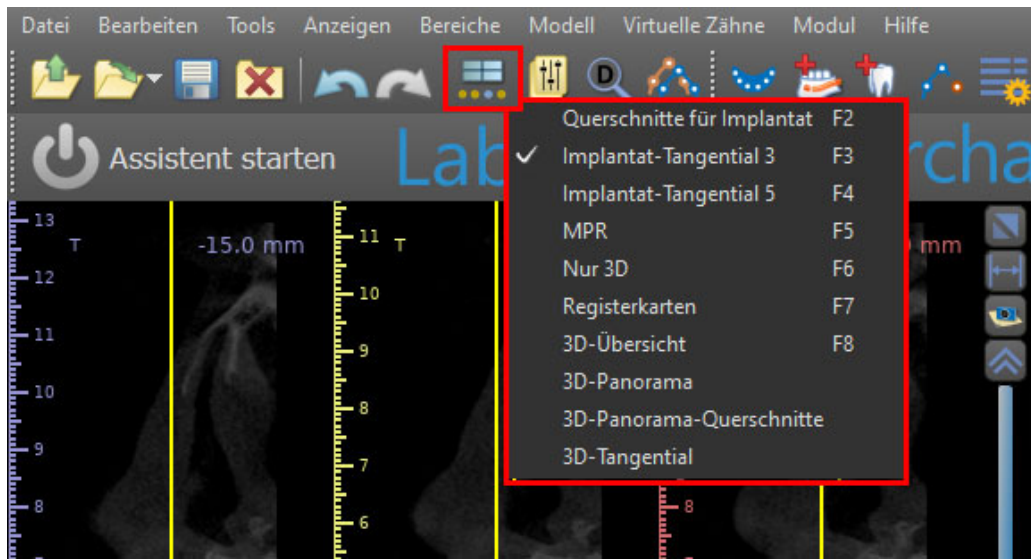 Datei Bearbeiten Tools Anzeigen Bereiche Modell Virtuelle Zähne Modul Hilfe
D
Assistent starten
Querschnitte für Implantat F2
Implantat-Tangential 3 F3
Implantat-Tangential 5 F4
MPR F5
Nur 3D F6
Registerkarten F7
3D-Übersicht F8
3D-Panorama
3D-Panorama-Querschnitte
3D-Tangential
13
T
-15.0 mm
12
11
10
9
8
11
T
10
9
8
7
6
mm
8